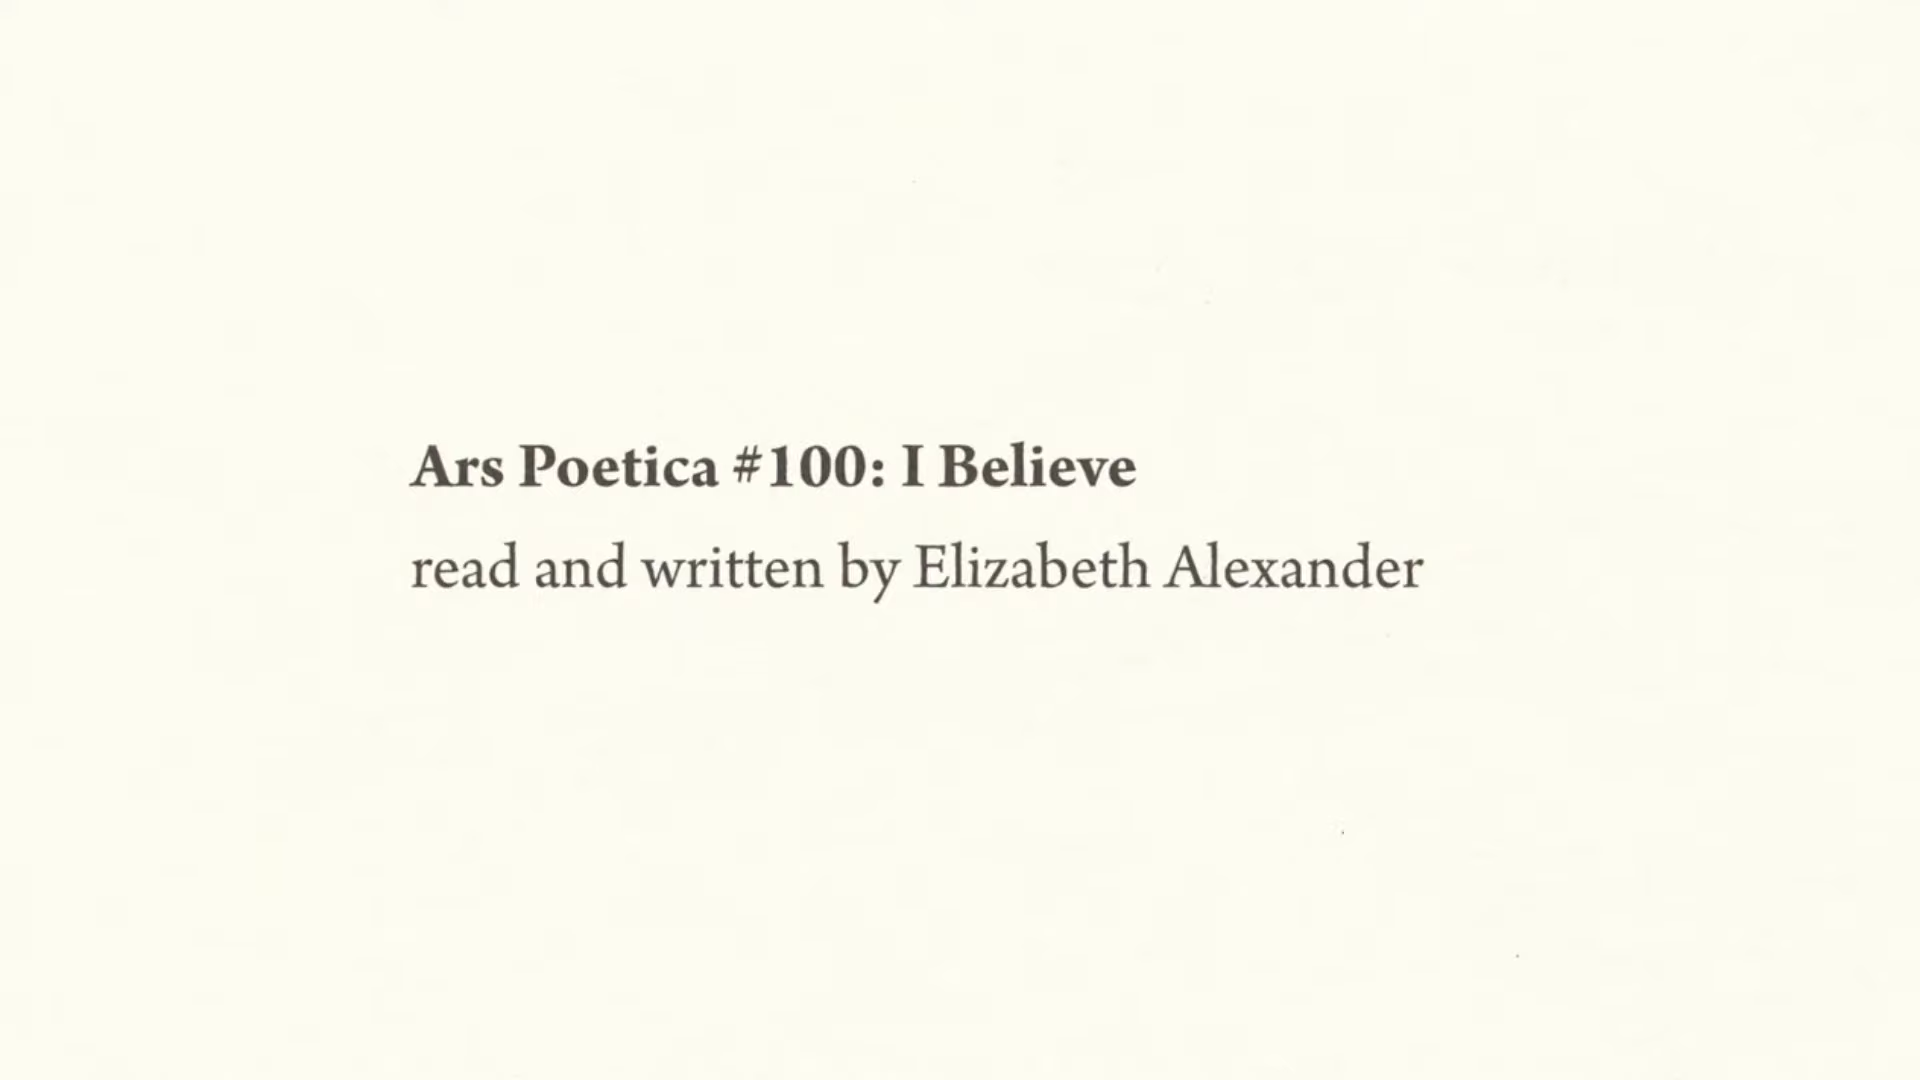 Ars Poetica #100: I Believe
read and written by Elizabeth Alexander